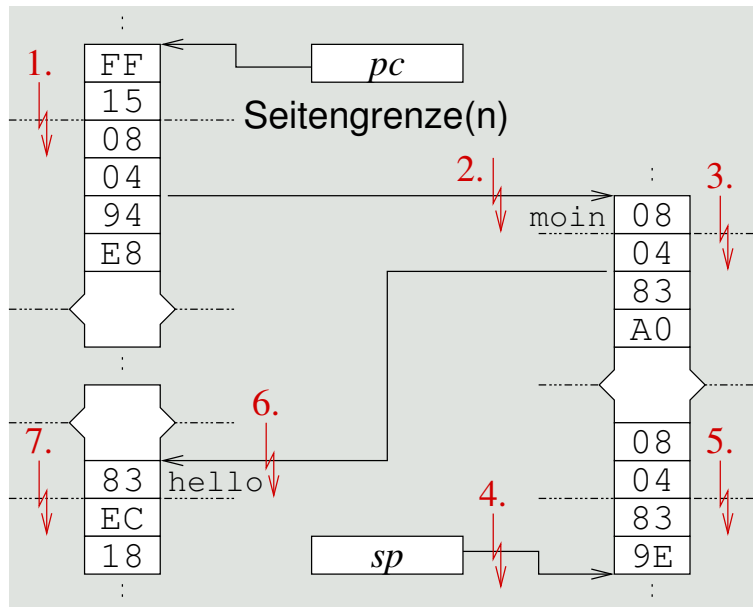 FF
pc
1.
15
Seitengrenze(n)
08
04
2.
3.
94
moin
08
E8
04
83
A0
6.
7.
08
5.
83
hello
04
4.
EC
83
18
sp
9E